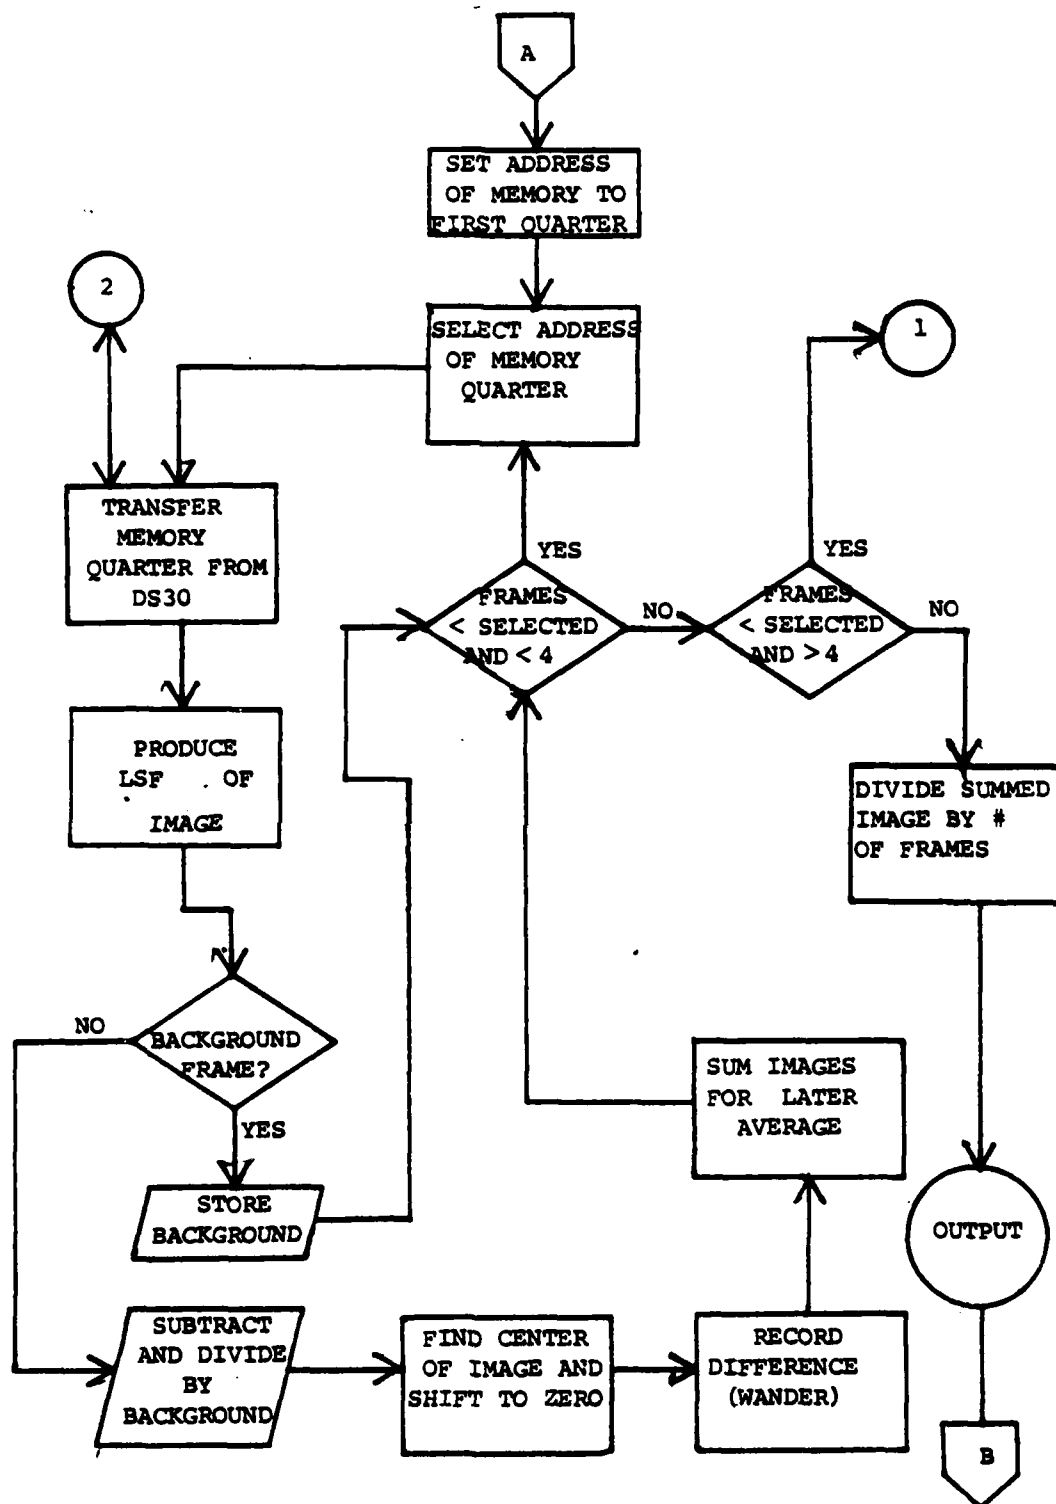 A
SET ADDRESS
OF MEMORY TO
FIRST QUARTER
2
SELECT ADDRESS
OF MEMORY
QUARTER
1
TRANSFER
MEMORY
QUARTER FROM
DS30
YES
FRAMES
< SELECTED
AND < 4
NO
YES
FRAMES
< SELECTED
AND > 4
NO
PRODUCE
LSF OF
IMAGE
DIVIDE SUMMED
IMAGE BY #
OF FRAMES
NO
BACKGROUND
FRAME?
YES
STORE
BACKGROUND
SUM IMAGES
FOR LATER
AVERAGE
OUTPUT
SUBTRACT
AND DIVIDE
BY
BACKGROUND
FIND CENTER
OF IMAGE AND
SHIFT TO ZERO
RECORD
DIFFERENCE
(WANDER)
B